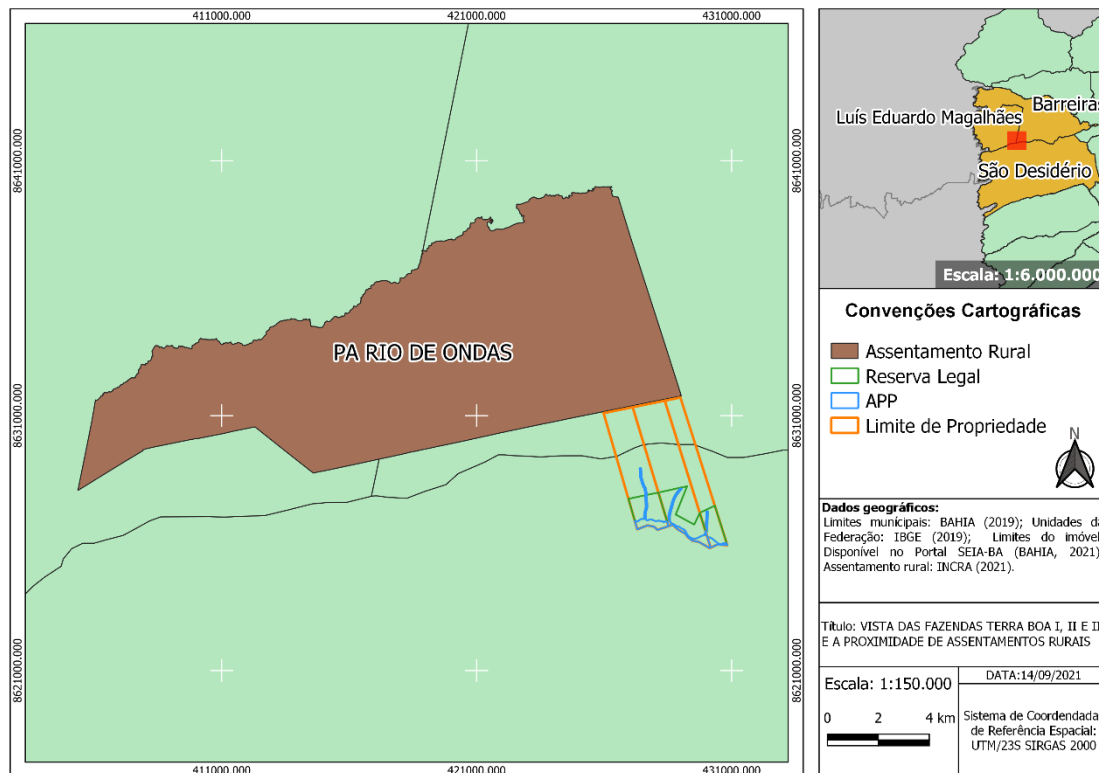 411000.000 421000.000 431000.000
8641000.000 8641000.000
8631000.000 8631000.000
8621000.000 8621000.000
PA RIO DE ONDAS
411000.000 421000.000 431000.000
Barreiras
Luís Eduardo Magalhães
São Desidério
Escala: 1:6.000.000
Convenções Cartográficas
Assentamento Rural
Reserva Legal
APP
Limite de Propriedade
N
Dados geográficos:
Limites municipais: BAHIA (2019); Unidades da
Federação: IBGE (2019); Limites do imóvel
Disponível no Portal SEIA-BA (BAHIA, 2021)
Assentamento rural: INCRA (2021).
Título: VISTA DAS FAZENDAS TERRA BOA I, II E II
E A PROXIMIDADE DE ASSENTAMENTOS RURAIS
Escala: 1:150.000
0 2 4 km
DATA:14/09/2021
Sistema de Coordendada
de Referência Espacial:
UTM/23S SIRGAS 2000